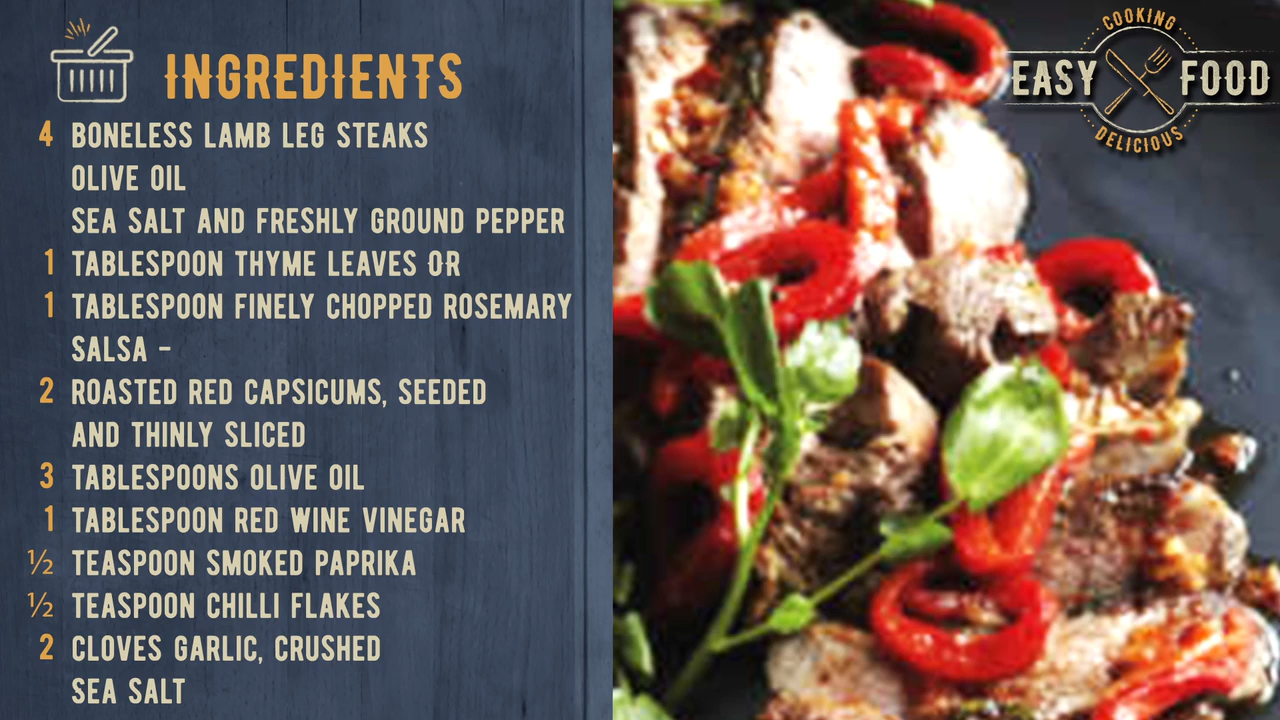 INGREDIENTS
4 BONELESS LAMB LEG STEAKS
OLIVE OIL
SEA SALT AND FRESHLY GROUND PEPPER
1 TABLESPOON THYME LEAVES OR
1 TABLESPOON FINELY CHOPPED ROSEMARY
SALSA -
2 ROASTED RED CAPSICUMS, SEEDED
AND THINLY SLICED
3 TABLESPOONS OLIVE OIL
1 TABLESPOON RED WINE VINEGAR
½ TEASPOON SMOKED PAPRIKA
½ TEASPOON CHILLI FLAKES
2 CLOVES GARLIC, CRUSHED
SEA SALT
COOKING
EASY FOOD
DELICIOUS